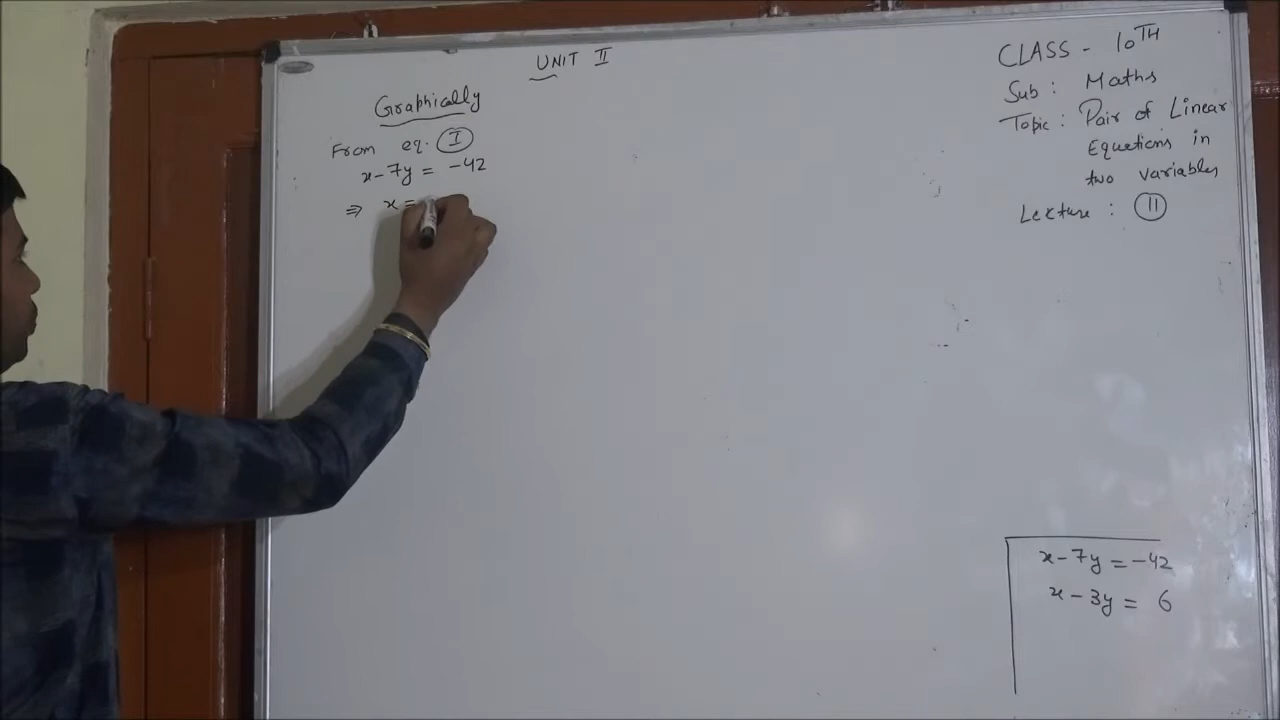 UNIT II
Graphically
From eq. I
x - 7y = -42
⇒ x =
CLASS - 10TH
Sub : Maths
Topic : Pair of Linear
Equations in
two variables
Lecture : 11
x - 7y = -42
x - 3y = 6